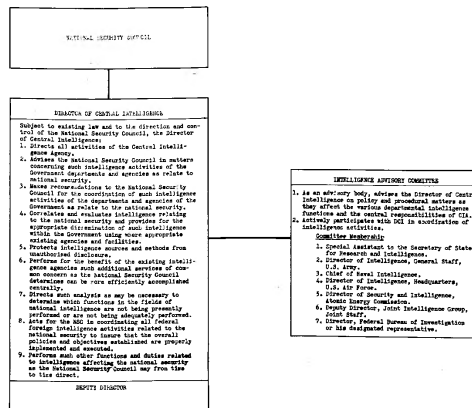 NATIONAL SECURITY COUNCIL
DIRECTOR OF CENTRAL INTELLIGENCE
Subject to existing law and to the direction and con-
trol of the National Security Council, the Director
of Central Intelligence:
1. Directs all activities of the Central Intelli-
gence Agency.
2. Advises the National Security Council in matters
concerning such intelligence activities of the
Government departments and agencies as relate to
national security.
3. Makes recommendations to the National Security
Council for the coordination of such intelligence
activities of the departments and agencies of the
Government as relate to the national security.
4. Correlates and evaluates intelligence relating
to the national security and provides for the
appropriate dissemination of such intelligence
within the Government using where appropriate
existing agencies and facilities.
5. Protects intelligence sources and methods from
unauthorized disclosure.
6. Performs for the benefit of the existing intelli-
gence agencies such additional services of com-
mon concern as the National Security Council
determines can be more efficiently accomplished
centrally.
7. Directs such analysis as may be necessary to
determine which functions in the fields of
national intelligence are not being presently
performed or are not being adequately performed.
8. Acts for the NSC in coordinating all Federal
foreign intelligence activities related to the
national security to insure that the overall
policies and objectives established are properly
implemented and executed.
9. Performs such other functions and duties related
to intelligence affecting the national security
as the National Security Council may from time
to time direct.
DEPUTY DIRECTOR
INTELLIGENCE ADVISORY COMMITTEE
1. As an advisory body, advises the Director of Centr
Intelligence on policy and procedural matters as
they affect the various departmental intelligence
functions and the central responsibilities of CIA.
2. Actively participates with DCI in coordination of
intelligence activities.
Committee Membership
1. Special Assistant to the Secretary of State
for Research and Intelligence.
2. Director of Intelligence, General Staff,
U.S. Army.
3. Chief of Naval Intelligence.
4. Director of Intelligence, Headquarters,
U.S. Air Force.
5. Director of Security and Intelligence,
Atomic Energy Commission.
6. Deputy Director, Joint Intelligence Group,
Joint Staff.
7. Director, Federal Bureau of Investigation
or his designated representative.